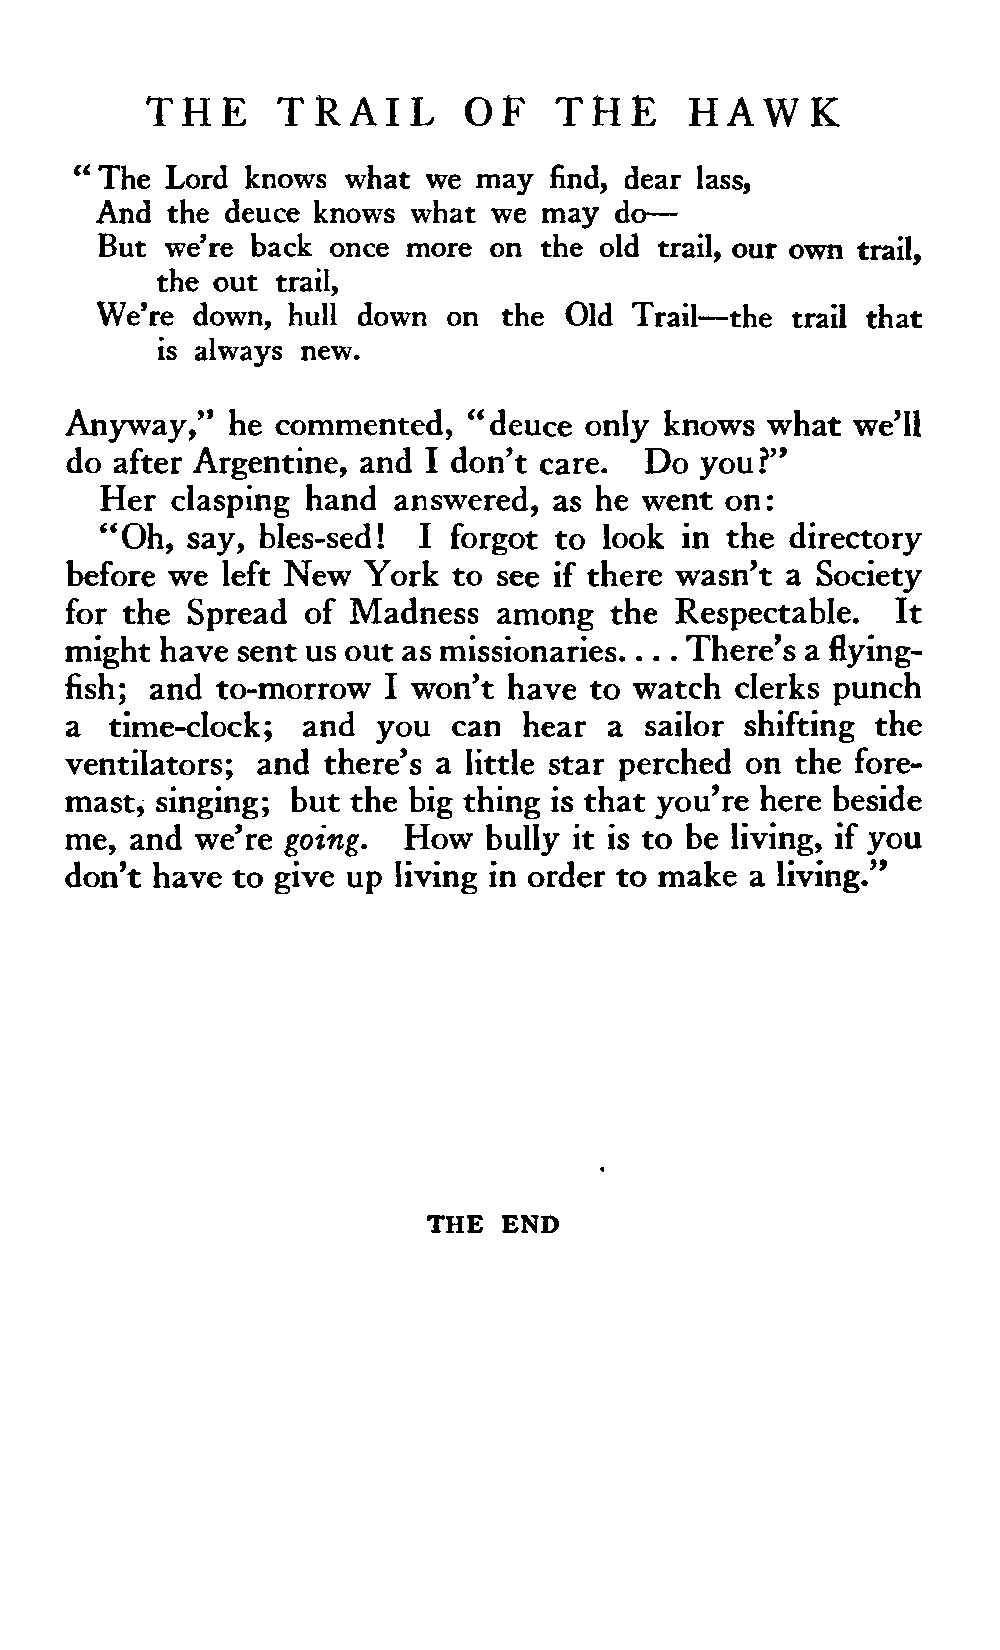 THE TRAIL OF THE HAWK
“The Lord knows what we may find, dear lass,
And the deuce knows what we may do—
But we’re back once more on the old trail, our own trail,
the out trail,
We’re down, hull down on the Old Trail—the trail that
is always new.
Anyway,” he commented, “deuce only knows what we’ll
do after Argentine, and I don’t care. Do you?”
Her clasping hand answered, as he went on:
“Oh, say, bles-sed! I forgot to look in the directory
before we left New York to see if there wasn’t a Society
for the Spread of Madness among the Respectable. It
might have sent us out as missionaries. . . . There’s a flying-
fish; and to-morrow I won’t have to watch clerks punch
a time-clock; and you can hear a sailor shifting the
ventilators; and there’s a little star perched on the fore-
mast, singing; but the big thing is that you’re here beside
me, and we’re going. How bully it is to be living, if you
don’t have to give up living in order to make a living.”
THE END